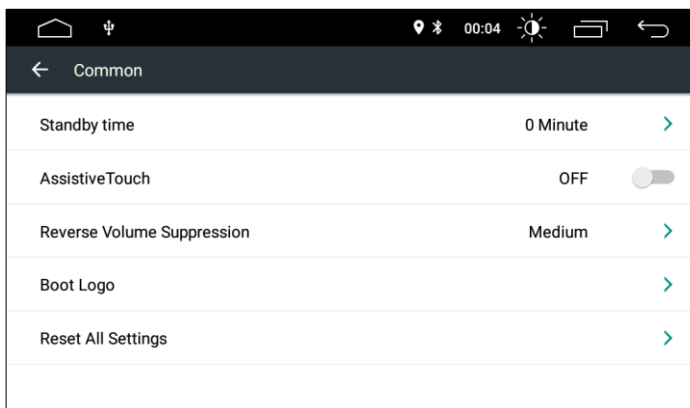 00:04
Common
Standby time 0 Minute
AssistiveTouch OFF
Reverse Volume Suppression Medium
Boot Logo
Reset All Settings